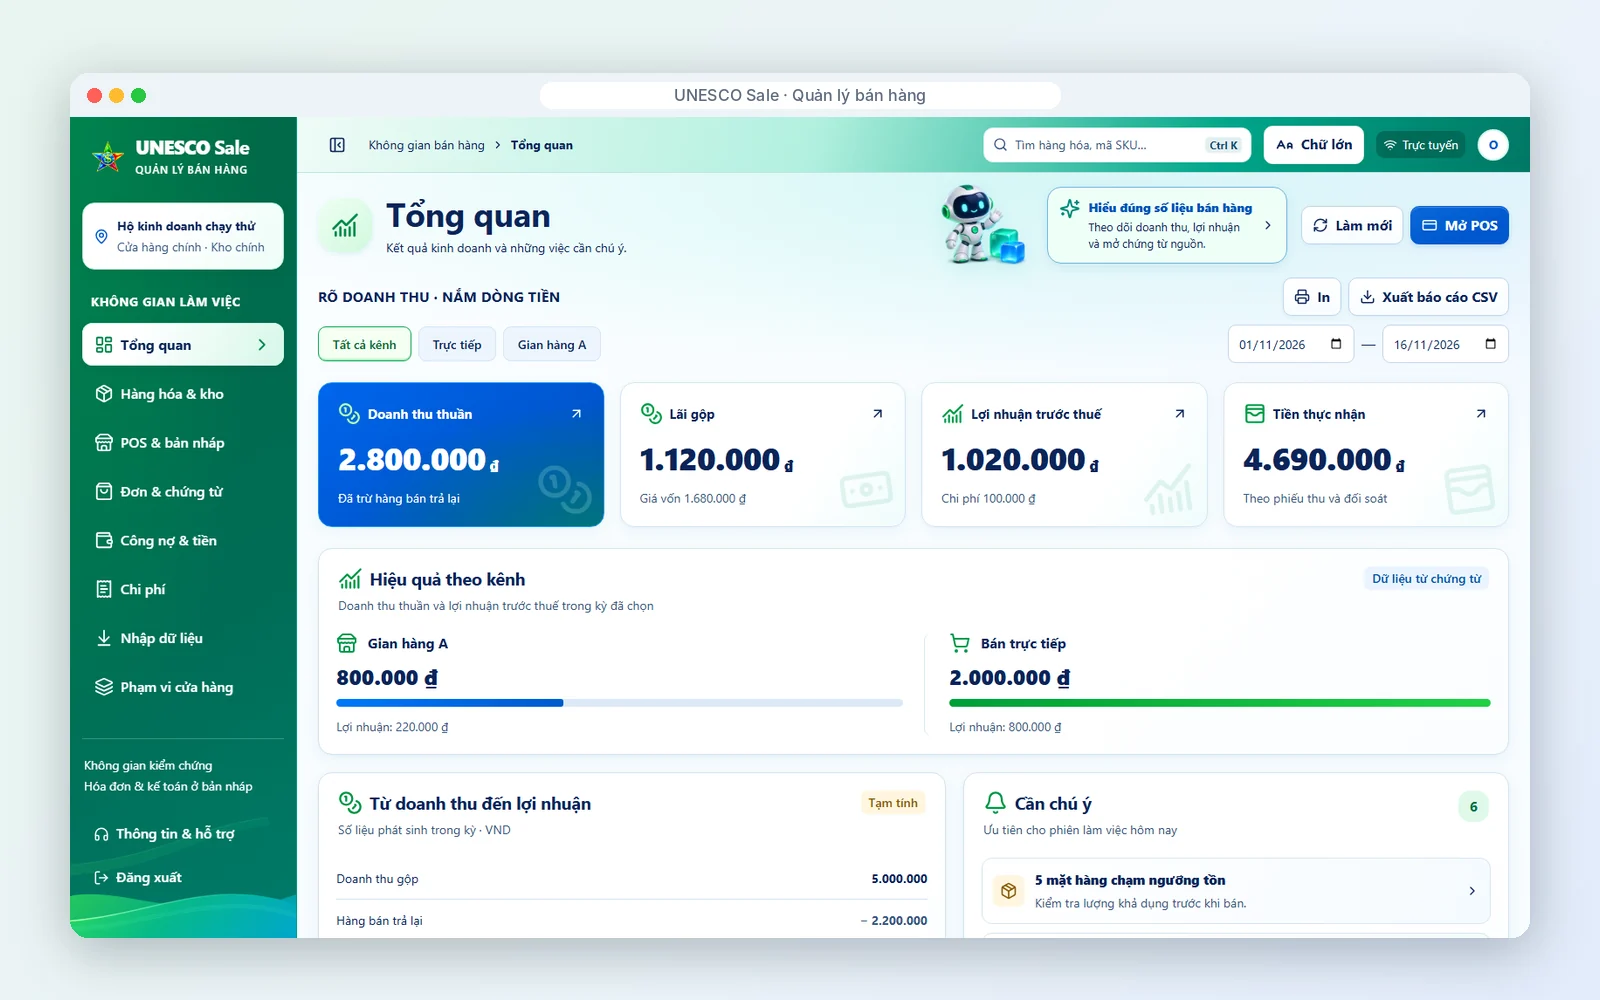 UNESCO Sale · Quản lý bán hàng
UNESCO Sale
QUẢN LÝ BÁN HÀNG
Hộ kinh doanh chạy thử
Cửa hàng chính · Kho chính
KHÔNG GIAN LÀM VIỆC
Tổng quan
Hàng hóa & kho
POS & bản nháp
Đơn & chứng từ
Công nợ & tiền
Chi phí
Nhập dữ liệu
Phạm vi cửa hàng
Không gian kiểm chứng
Hóa đơn & kế toán ở bản nháp
Thông tin & hỗ trợ
Đăng xuất
Không gian bán hàng > Tổng quan
Tìm hàng hóa, mã SKU...
Ctrl K
Aa Chữ lớn
Trực tuyến
O
Tổng quan
Kết quả kinh doanh và những việc cần chú ý.
Hiểu đúng số liệu bán hàng
Theo dõi doanh thu, lợi nhuận
và mở chứng từ nguồn.
Làm mới
Mở POS
RÕ DOANH THU · NẮM DÒNG TIỀN
In
Xuất báo cáo CSV
Tất cả kênh
Trực tiếp
Gian hàng A
01/11/2026 — 16/11/2026
Doanh thu thuần
2.800.000 ₫
Đã trừ hàng bán trả lại
Lãi gộp
1.120.000 ₫
Giá vốn 1.680.000 ₫
Lợi nhuận trước thuế
1.020.000 ₫
Chi phí 100.000 ₫
Tiền thực nhận
4.690.000 ₫
Theo phiếu thu và đối soát
Hiệu quả theo kênh
Dữ liệu từ chứng từ
Doanh thu thuần và lợi nhuận trước thuế trong kỳ đã chọn
Gian hàng A
800.000 ₫
Lợi nhuận: 220.000 ₫
Bán trực tiếp
2.000.000 ₫
Lợi nhuận: 800.000 ₫
Từ doanh thu đến lợi nhuận
Tạm tính
Số liệu phát sinh trong kỳ · VND
Doanh thu gộp 5.000.000
Hàng bán trả lại − 2.200.000
Cần chú ý
6
Ưu tiên cho phiên làm việc hôm nay
5 mặt hàng chạm ngưỡng tồn
Kiểm tra lượng khả dụng trước khi bán.